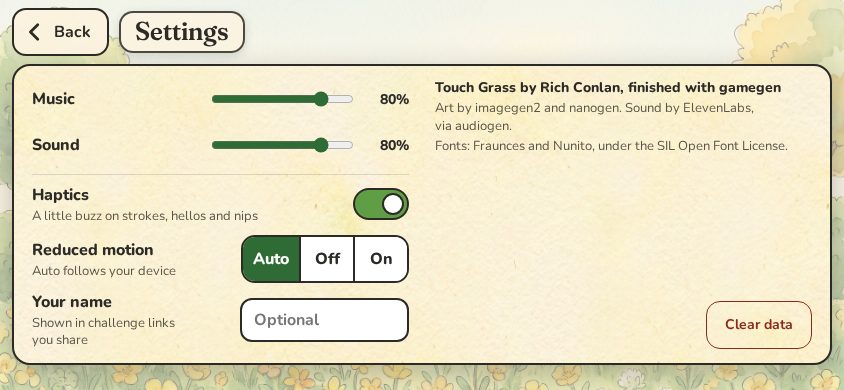 Back
Settings
Music
80%
Sound
80%
Haptics
A little buzz on strokes, hellos and nips
Reduced motion
Auto follows your device
Auto
Off
On
Your name
Shown in challenge links
you share
Optional
Touch Grass by Rich Conlan, finished with gamegen
Art by imagegen2 and nanogen. Sound by ElevenLabs,
via audiogen.
Fonts: Fraunces and Nunito, under the SIL Open Font License.
Clear data